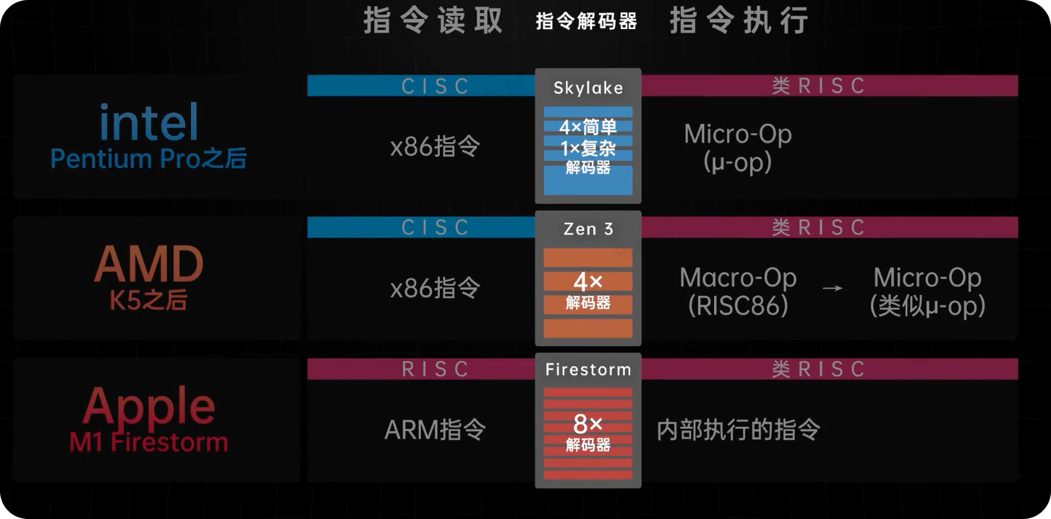 指令读取 指令解码器 指令执行
CISC Skylake 类RISC
intel
Pentium Pro之后
x86指令
4×简单
1×复杂
解码器
Micro-Op
(μ-op)
CISC Zen 3 类RISC
AMD
K5之后
x86指令
4×
解码器
Macro-Op
(RISC86)
→
Micro-Op
(类似μ-op)
RISC Firestorm 类RISC
Apple
M1 Firestorm
ARM指令
8×
解码器
内部执行的指令